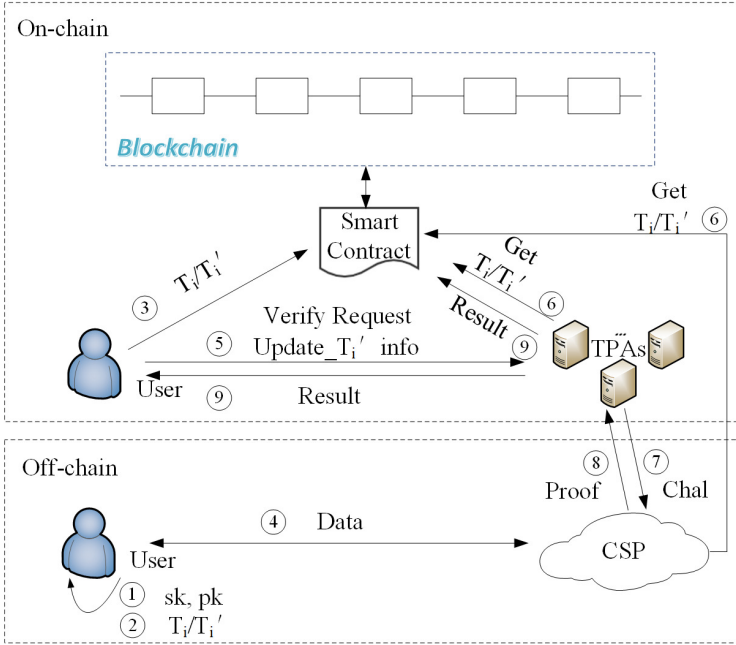 On-chain
Blockchain
Get
Tᵢ/Tᵢ′ ⑥
Smart
Contract
Get
Tᵢ/Tᵢ′
⑥
③ Tᵢ/Tᵢ′
Result
⑨
Verify Request
⑤ Update_Tᵢ′ info
... 
TPAs
User
⑨ Result
Off-chain
⑧ ⑦
Proof Chal
④ Data
CSP
User
① sk, pk
② Tᵢ/Tᵢ′